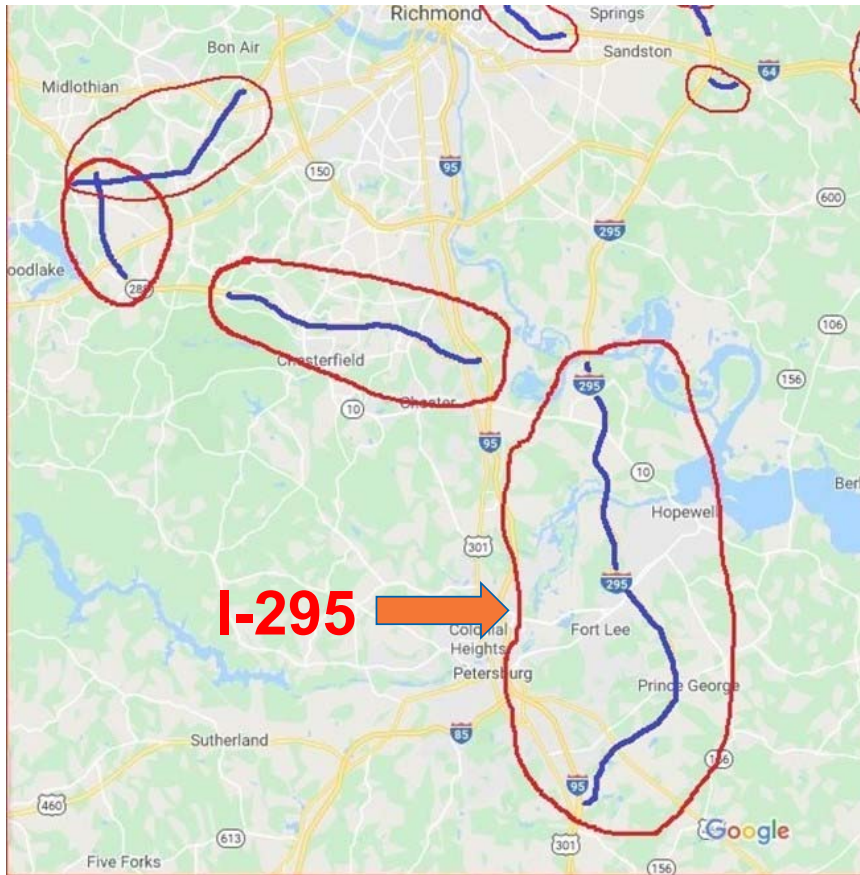 Richmond
Springs
Bon Air
Sandston
64
Midlothian
150
95
600
295
oodlake
288
106
Chesterfield
295
156
Chester
10
95
10
Berl
Hopewell
301
295
I-295
Fort Lee
Colonial
Heights
Petersburg
Prince George
85
Sutherland
156
95
460
Google
613
301
Five Forks
156